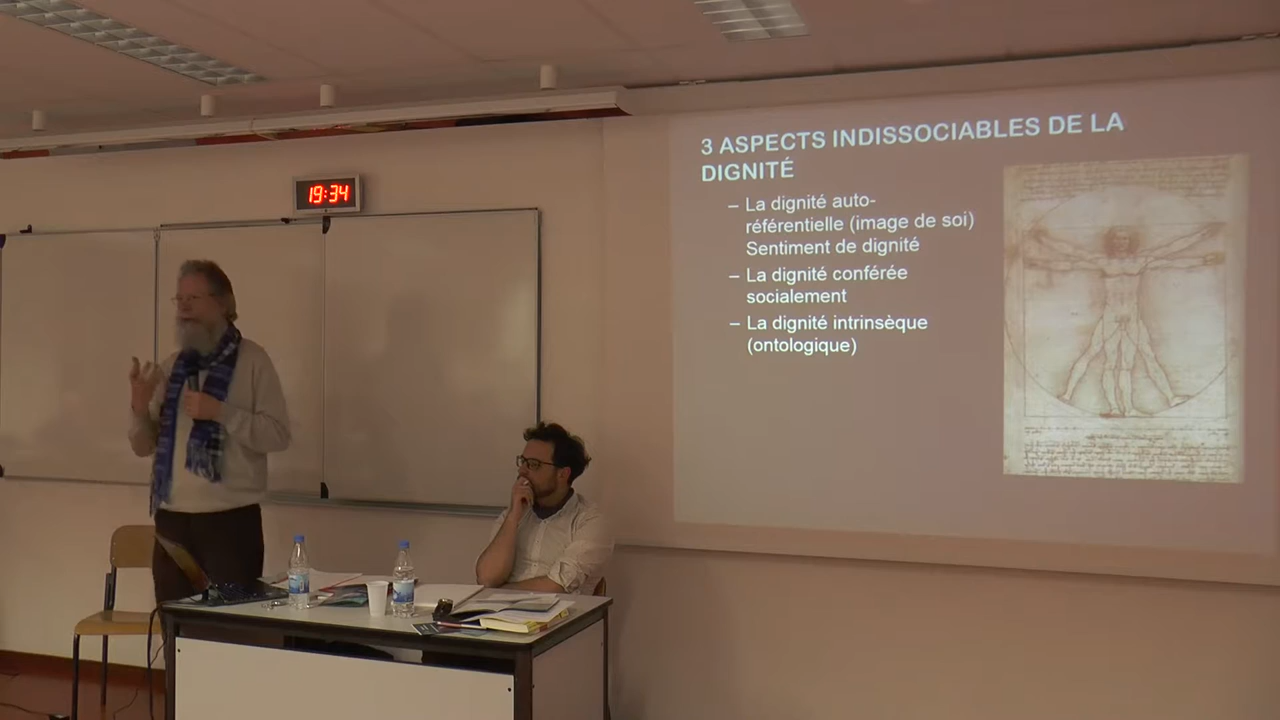 19:34
3 ASPECTS INDISSOCIABLES DE LA
DIGNITÉ
– La dignité auto-
référentielle (image de soi)
Sentiment de dignité
– La dignité conférée
socialement
– La dignité intrinsèque
(ontologique)